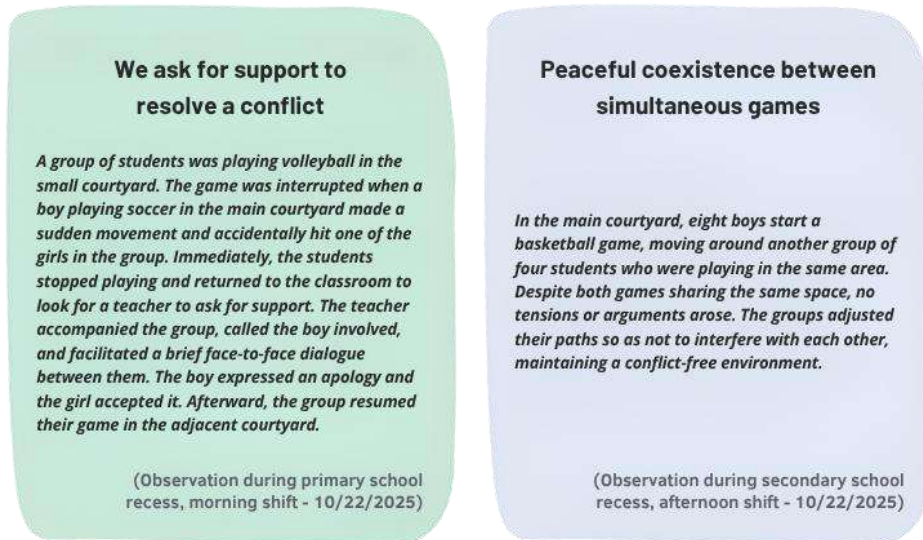 We ask for support to
resolve a conflict
A group of students was playing volleyball in the
small courtyard. The game was interrupted when a
boy playing soccer in the main courtyard made a
sudden movement and accidentally hit one of the
girls in the group. Immediately, the students
stopped playing and returned to the classroom to
look for a teacher to ask for support. The teacher
accompanied the group, called the boy involved,
and facilitated a brief face-to-face dialogue
between them. The boy expressed an apology and
the girl accepted it. Afterward, the group resumed
their game in the adjacent courtyard.
(Observation during primary school
recess, morning shift - 10/22/2025)
Peaceful coexistence between
simultaneous games
In the main courtyard, eight boys start a
basketball game, moving around another group of
four students who were playing in the same area.
Despite both games sharing the same space, no
tensions or arguments arose. The groups adjusted
their paths so as not to interfere with each other,
maintaining a conflict-free environment.
(Observation during secondary school
recess, afternoon shift - 10/22/2025)